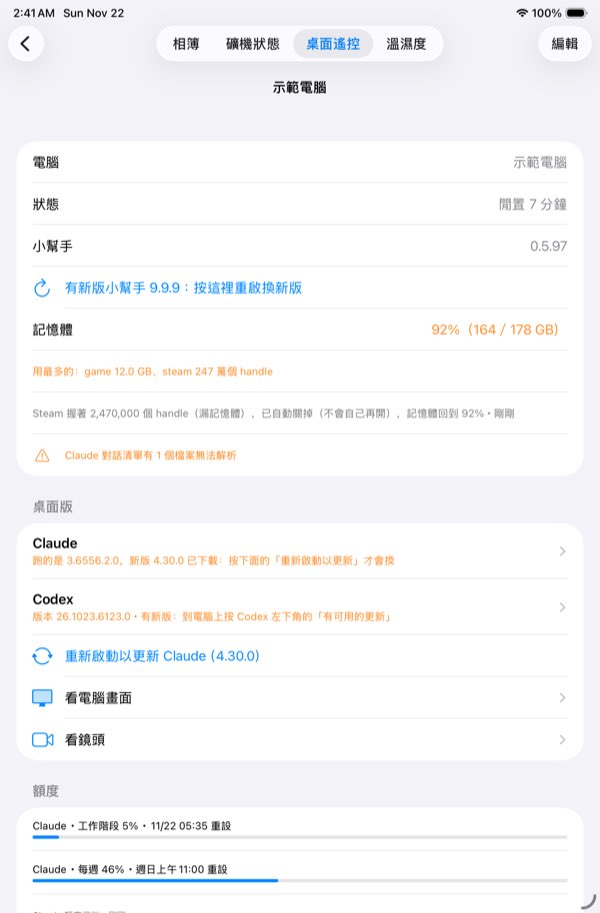 2:41 AM Sun Nov 22 100%
相簿 礦機狀態 桌面遙控 溫濕度 編輯
示範電腦
電腦 示範電腦
狀態 閒置 7 分鐘
小幫手 0.5.97
有新版小幫手 9.9.9：按這裡重啟換新版
記憶體 92%（164 / 178 GB）
用最多的：game 12.0 GB、steam 247 萬個 handle
Steam 握著 2,470,000 個 handle（漏記憶體），已自動關掉（不會自己再開），記憶體回到 92%・剛剛
Claude 對話清單有 1 個檔案無法解析
桌面版
Claude
跑的是 3.6556.2.0，新版 4.30.0 已下載：按下面的「重新啟動以更新」才會換
Codex
版本 26.1023.6123.0・有新版：到電腦上按 Codex 左下角的「有可用的更新」
重新啟動以更新 Claude (4.30.0)
看電腦畫面
看鏡頭
額度
Claude・工作階段 5%・11/22 05:35 重設
Claude・每週 46%・週日上午11:00 重設